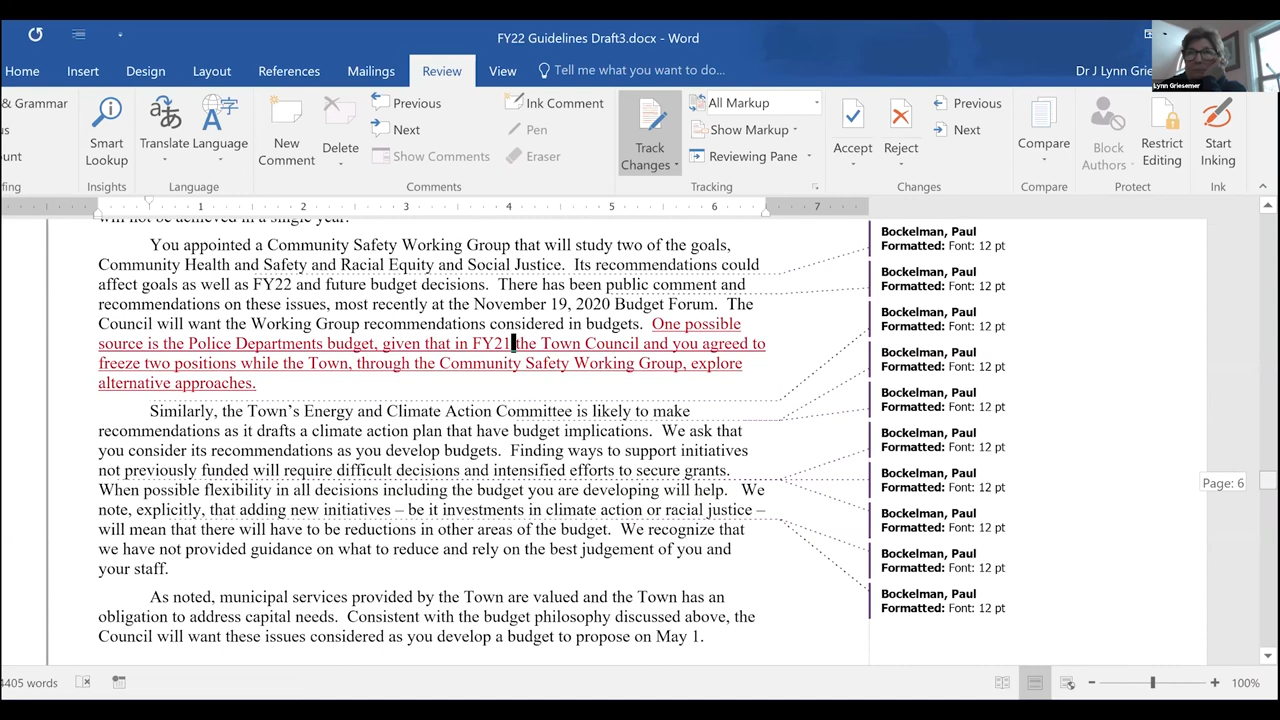 FY22 Guidelines Draft3.docx - Word
Lynn Griesemer
Home Insert Design Layout References Mailings Review View Tell me what you want to do... Dr J Lynn Grie
& Grammar
Smart Lookup
Insights
Translate Language
Language
New Comment
Delete
Previous
Next
Show Comments
Ink Comment
Pen
Eraser
Comments
Track Changes
All Markup
Show Markup
Reviewing Pane
Tracking
Accept
Reject
Previous
Next
Changes
Compare
Compare
Block Authors
Restrict Editing
Protect
Start Inking
Ink
1 2 3 4 5 6 7
will not be achieved in a single year.
You appointed a Community Safety Working Group that will study two of the goals,
Community Health and Safety and Racial Equity and Social Justice. Its recommendations could
affect goals as well as FY22 and future budget decisions. There has been public comment and
recommendations on these issues, most recently at the November 19, 2020 Budget Forum. The
Council will want the Working Group recommendations considered in budgets. One possible
source is the Police Departments budget, given that in FY21 the Town Council and you agreed to
freeze two positions while the Town, through the Community Safety Working Group, explore
alternative approaches.
Similarly, the Town's Energy and Climate Action Committee is likely to make
recommendations as it drafts a climate action plan that have budget implications. We ask that
you consider its recommendations as you develop budgets. Finding ways to support initiatives
not previously funded will require difficult decisions and intensified efforts to secure grants.
When possible flexibility in all decisions including the budget you are developing will help. We
note, explicitly, that adding new initiatives – be it investments in climate action or racial justice –
will mean that there will have to be reductions in other areas of the budget. We recognize that
we have not provided guidance on what to reduce and rely on the best judgement of you and
your staff.
As noted, municipal services provided by the Town are valued and the Town has an
obligation to address capital needs. Consistent with the budget philosophy discussed above, the
Council will want these issues considered as you develop a budget to propose on May 1.
Bockelman, Paul
Formatted: Font: 12 pt
Bockelman, Paul
Formatted: Font: 12 pt
Bockelman, Paul
Formatted: Font: 12 pt
Bockelman, Paul
Formatted: Font: 12 pt
Bockelman, Paul
Formatted: Font: 12 pt
Bockelman, Paul
Formatted: Font: 12 pt
Bockelman, Paul
Formatted: Font: 12 pt
Bockelman, Paul
Formatted: Font: 12 pt
Bockelman, Paul
Formatted: Font: 12 pt
Bockelman, Paul
Formatted: Font: 12 pt
Page: 6
4405 words
100%